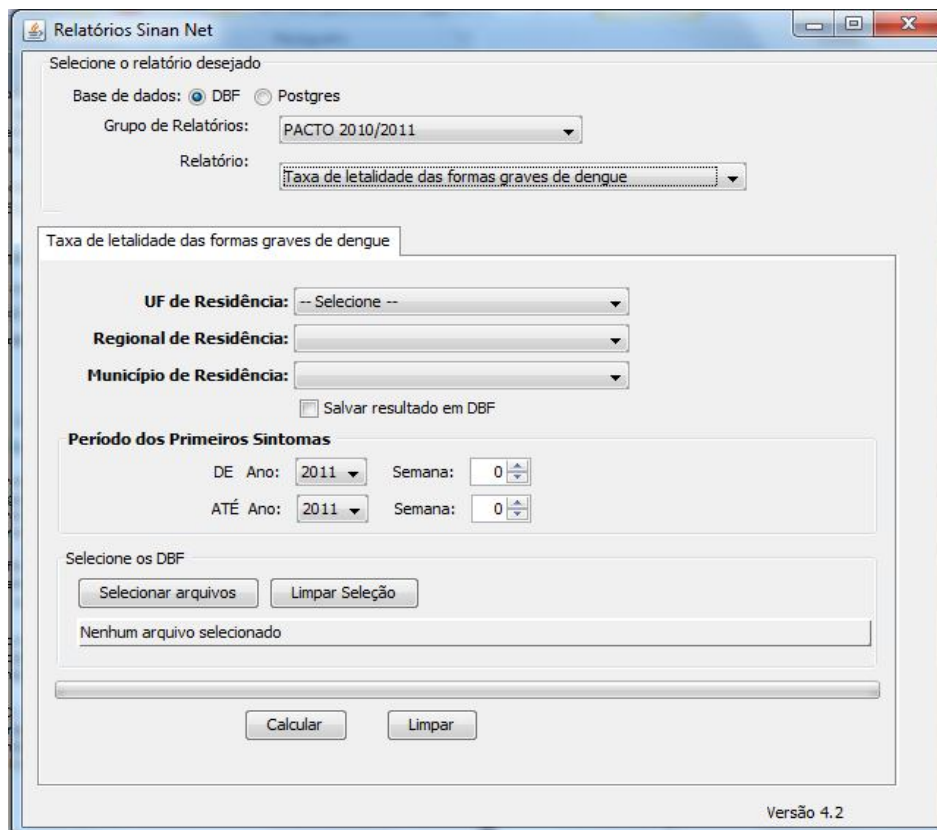 Relatórios Sinan Net
Selecione o relatório desejado
Base de dados: DBF Postgres
Grupo de Relatórios: PACTO 2010/2011
Relatório: Taxa de letalidade das formas graves de dengue
Taxa de letalidade das formas graves de dengue
UF de Residência: -- Selecione --
Regional de Residência:
Município de Residência:
Salvar resultado em DBF
Período dos Primeiros Sintomas
DE Ano: 2011 Semana: 0
ATÉ Ano: 2011 Semana: 0
Selecione os DBF
Selecionar arquivos Limpar Seleção
Nenhum arquivo selecionado
Calcular Limpar
Versão 4.2